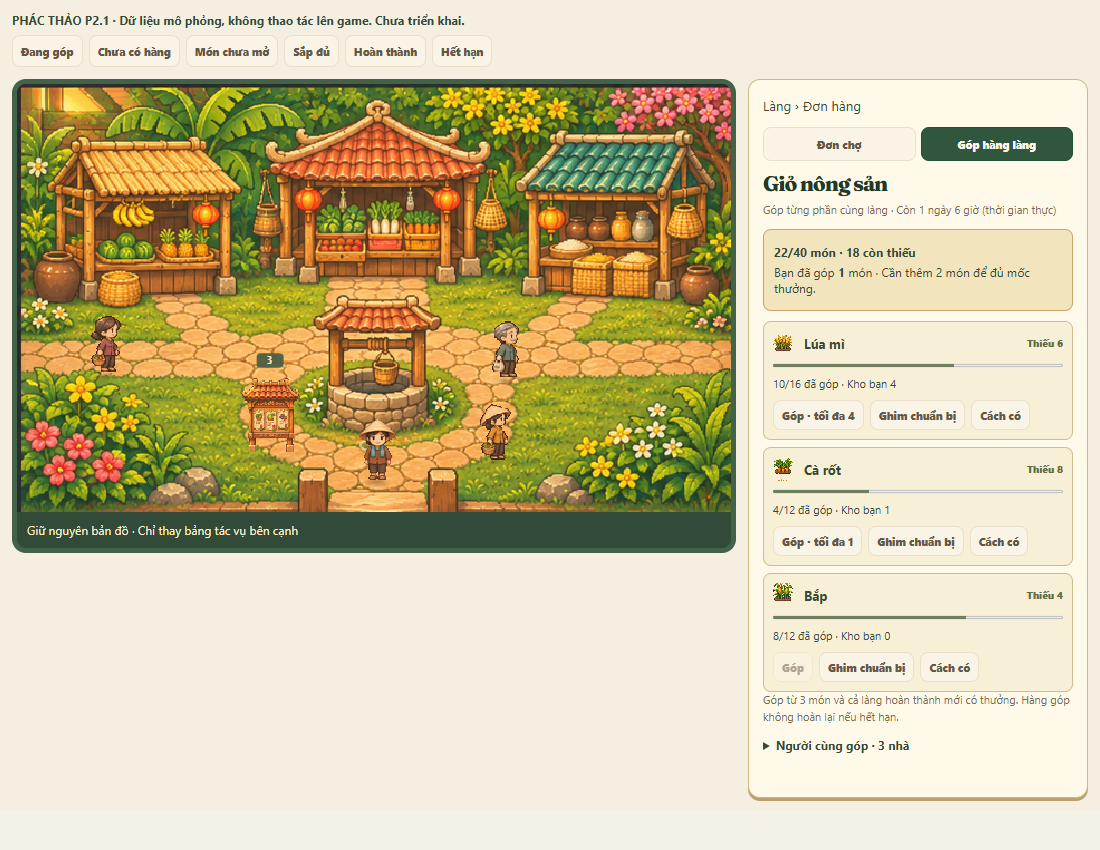 PHÁC THẢO P2.1 · Dữ liệu mô phỏng, không thao tác lên game. Chưa triển khai.
Đang góp
Chưa có hàng
Món chưa mở
Sắp đủ
Hoàn thành
Hết hạn
3
Giữ nguyên bản đồ · Chỉ thay bảng tác vụ bên cạnh
Làng › Đơn hàng
Đơn chợ
Góp hàng làng
Giỏ nông sản
Góp từng phần cùng làng · Còn 1 ngày 6 giờ (thời gian thực)
22/40 món · 18 còn thiếu
Bạn đã góp 1 món · Cần thêm 2 món để đủ mốc
thưởng.
Lúa mì
Thiếu 6
10/16 đã góp · Kho bạn 4
Góp · tối đa 4
Ghim chuẩn bị
Cách có
Cà rốt
Thiếu 8
4/12 đã góp · Kho bạn 1
Góp · tối đa 1
Ghim chuẩn bị
Cách có
Bắp
Thiếu 4
8/12 đã góp · Kho bạn 0
Góp
Ghim chuẩn bị
Cách có
Góp từ 3 món và cả làng hoàn thành mới có thưởng. Hàng góp
không hoàn lại nếu hết hạn.
Người cùng góp · 3 nhà